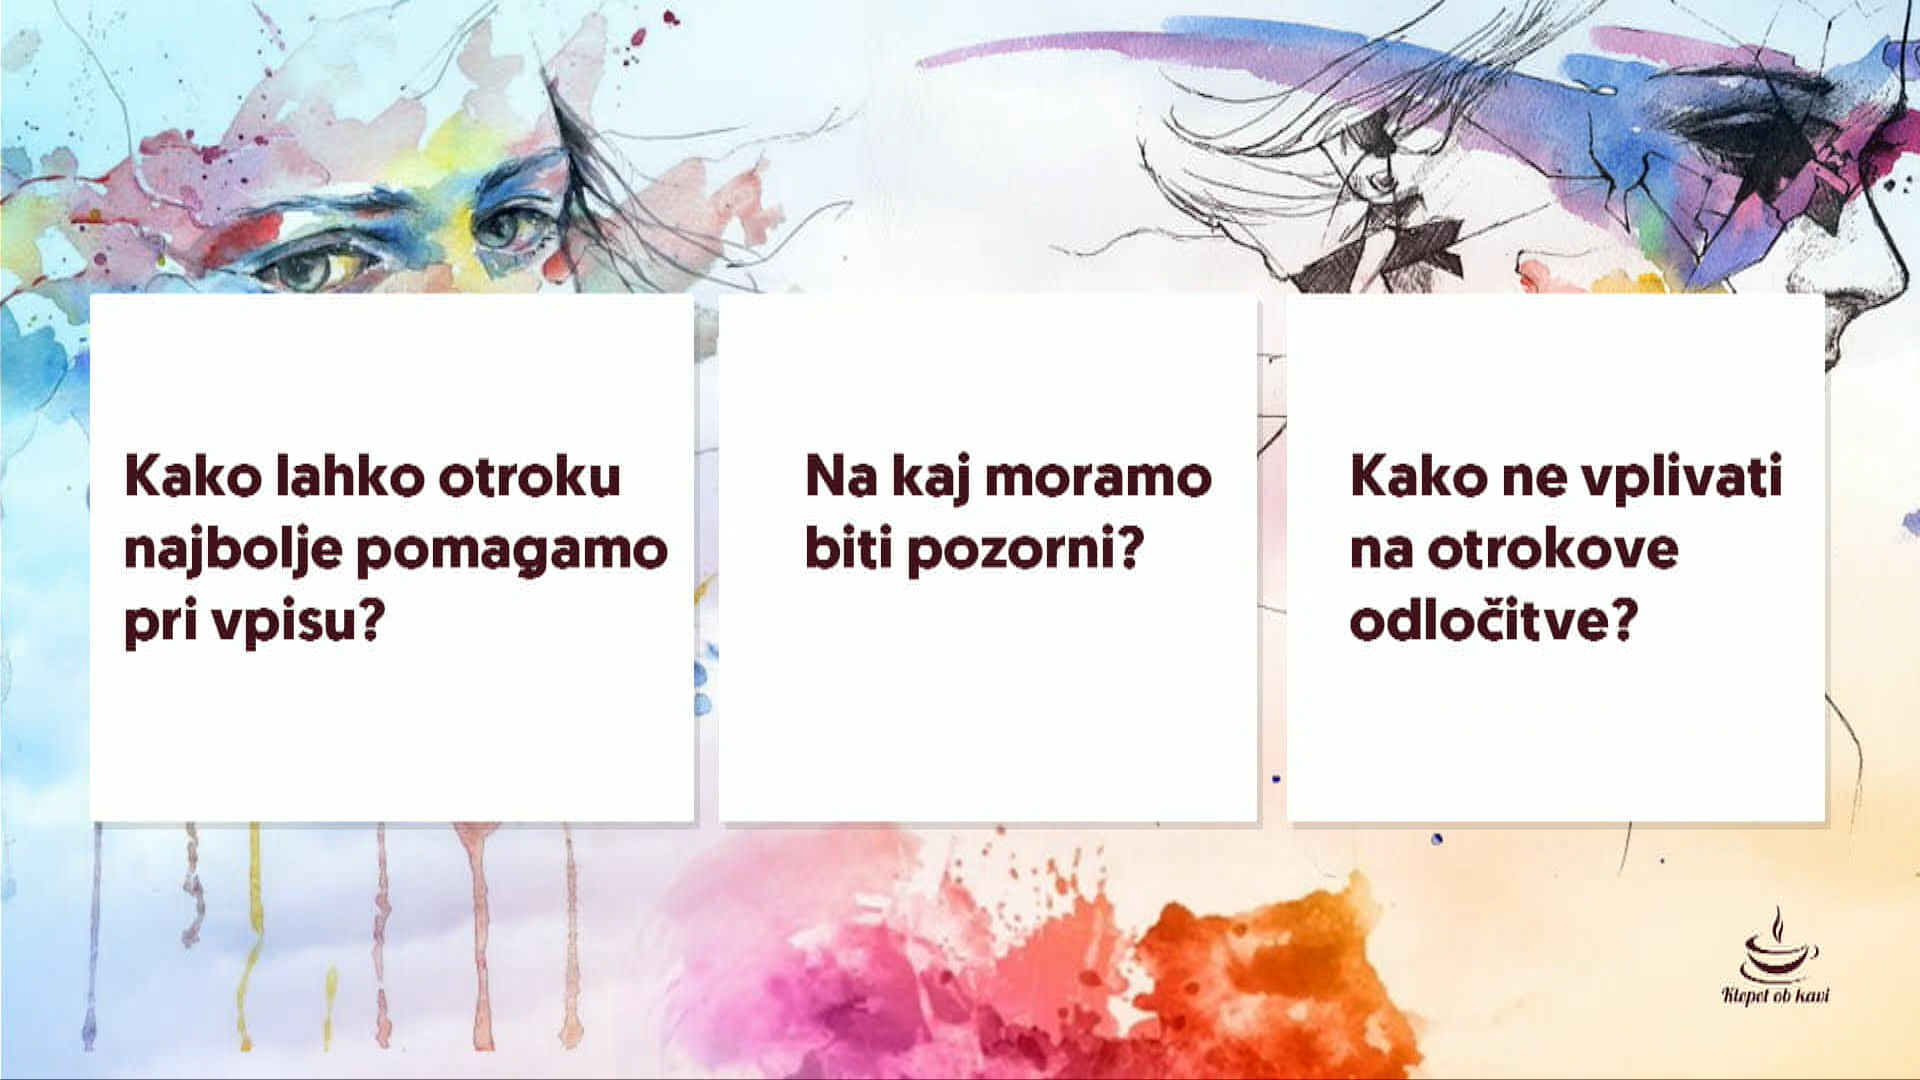 Kako lahko otroku
najbolje pomagamo
pri vpisu?
Na kaj moramo
biti pozorni?
Kako ne vplivati
na otrokove
odločitve?
Klepet ob kavi